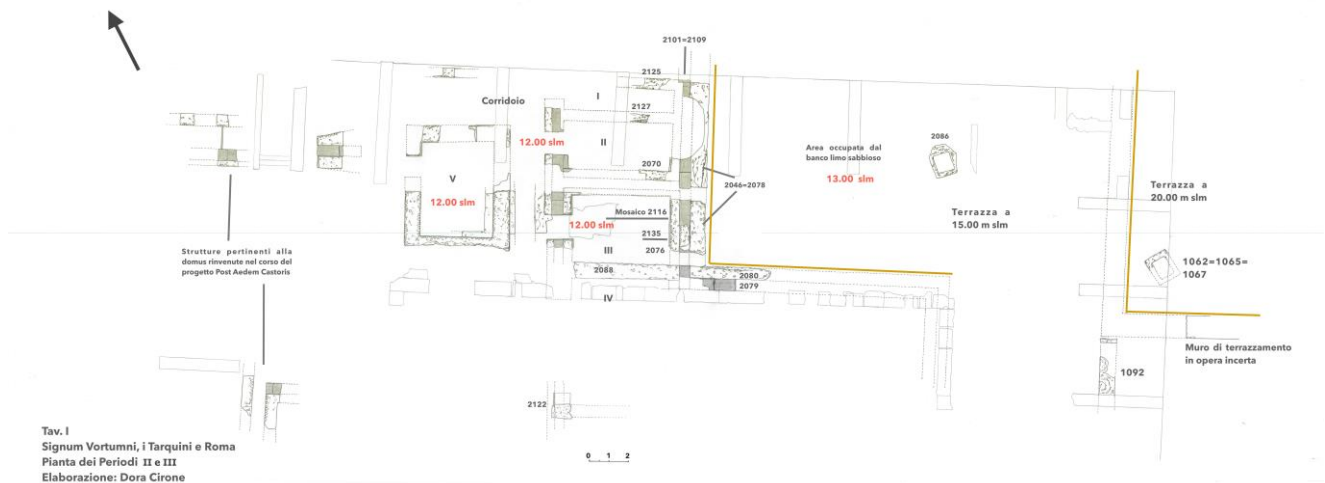 2101=2109
2125
Corridoio
I
2127
12.00 slm
II
2086
Area occupata dal
banco limo sabbioso
13.00 slm
2070
V
2046=2078
Terrazza a
20.00 m slm
12.00 slm
Mosaico 2116
Terrazza a
15.00 m slm
12.00 slm
2135
Strutture pertinenti alla
domus rinvenute nel corso del
progetto Post Aedem Castoris
III
2076
2088
2080
2079
1062=1065=
1067
IV
Muro di terrazzamento
in opera incerta
1092
2122
Tav. I
Signum Vortumni, i Tarquini e Roma
Pianta dei Periodi II e III
Elaborazione: Dora Cirone
0 1 2